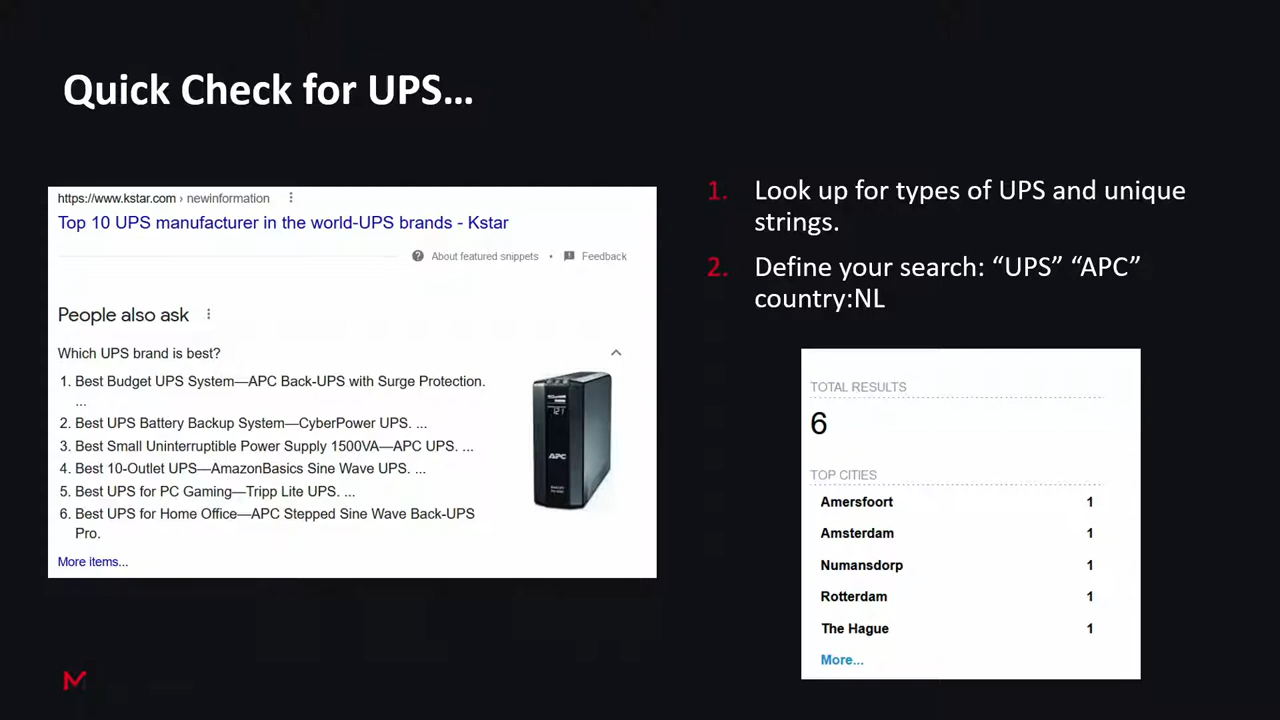 Quick Check for UPS…
https://www.kstar.com › newinformation
Top 10 UPS manufacturer in the world-UPS brands - Kstar
About featured snippets • Feedback
People also ask
Which UPS brand is best?
1. Best Budget UPS System—APC Back-UPS with Surge Protection.
...
2. Best UPS Battery Backup System—CyberPower UPS. ...
3. Best Small Uninterruptible Power Supply 1500VA—APC UPS. ...
4. Best 10-Outlet UPS—AmazonBasics Sine Wave UPS. ...
5. Best UPS for PC Gaming—Tripp Lite UPS. ...
6. Best UPS for Home Office—APC Stepped Sine Wave Back-UPS
Pro.
More items...
APC
1. Look up for types of UPS and unique
strings.
2. Define your search: “UPS” “APC”
country:NL
TOTAL RESULTS
6
TOP CITIES
Amersfoort 1
Amsterdam 1
Numansdorp 1
Rotterdam 1
The Hague 1
More...